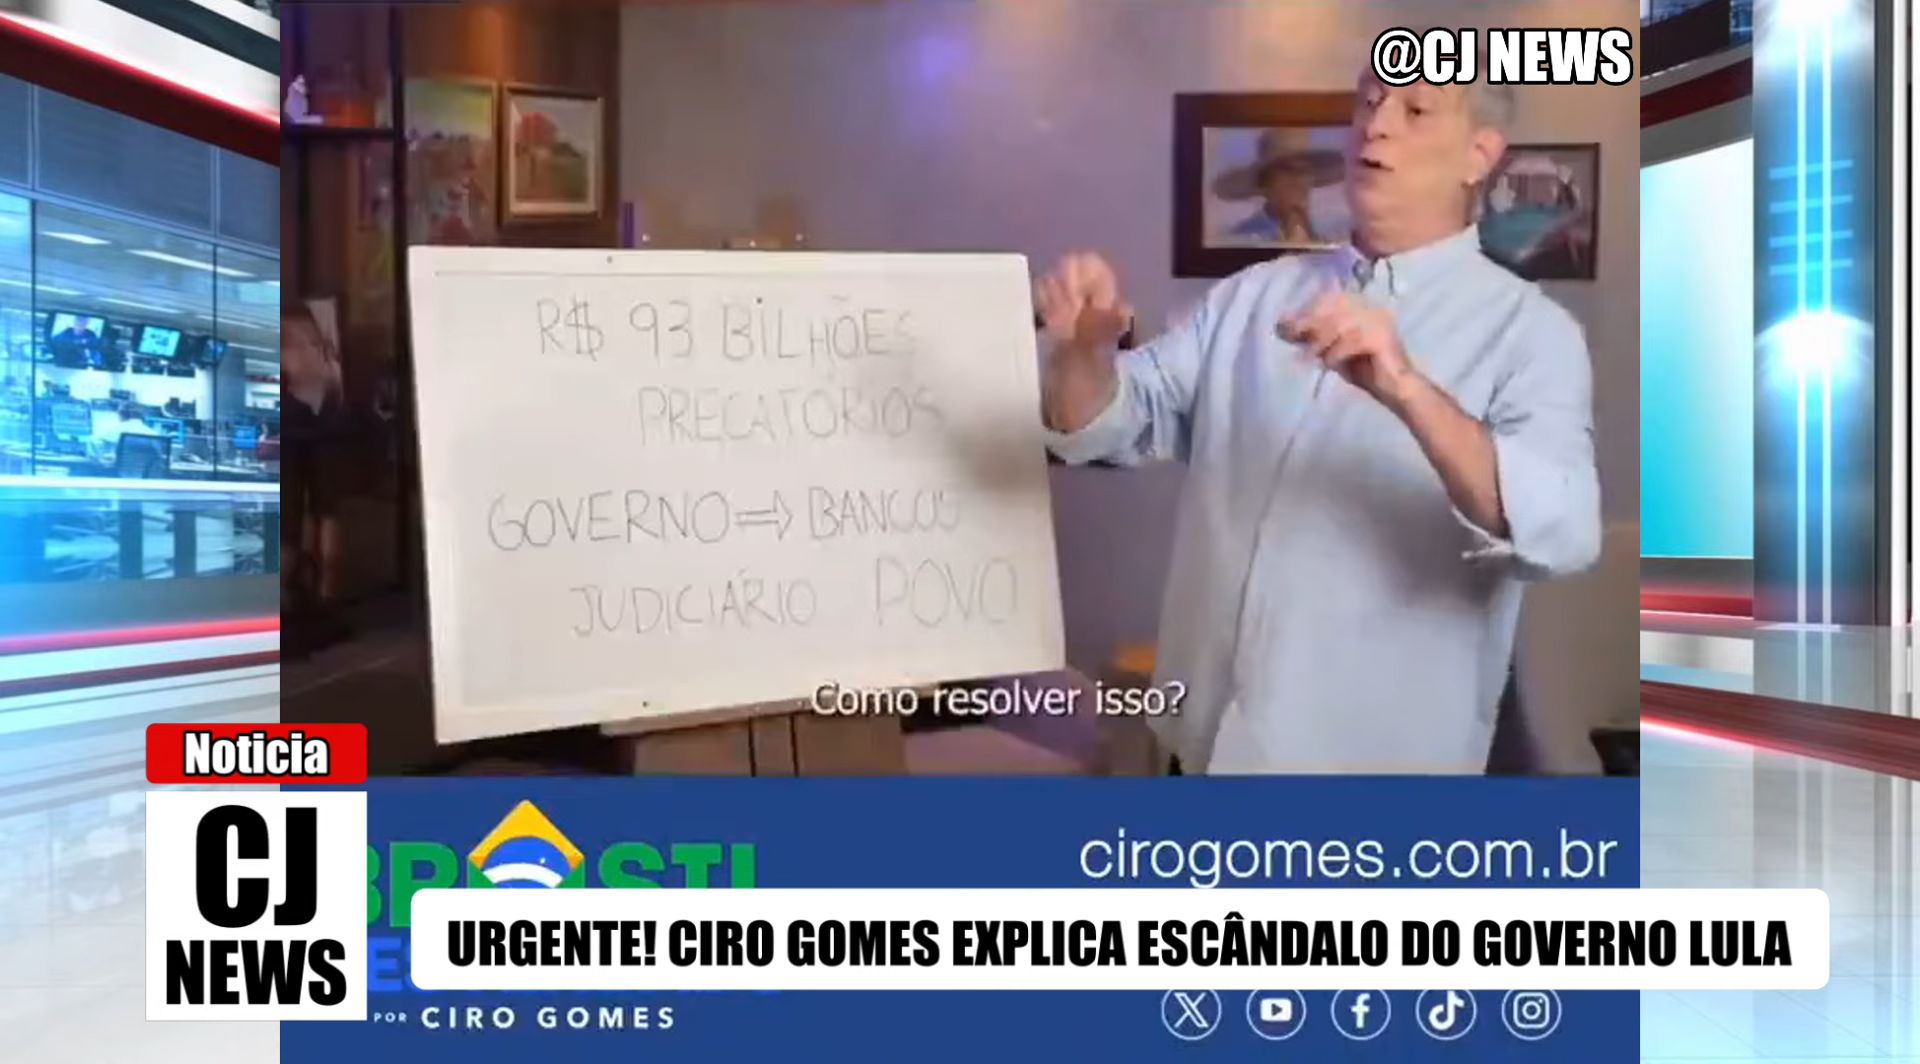 @CJ NEWS
R$ 93 BILHÕES
PRECATÓRIOS
GOVERNO ⇒ BANCOS
JUDICIÁRIO POVO
Como resolver isso?
Noticia
CJ
NEWS
cirogomes.com.br
URGENTE! CIRO GOMES EXPLICA ESCÂNDALO DO GOVERNO LULA
POR CIRO GOMES